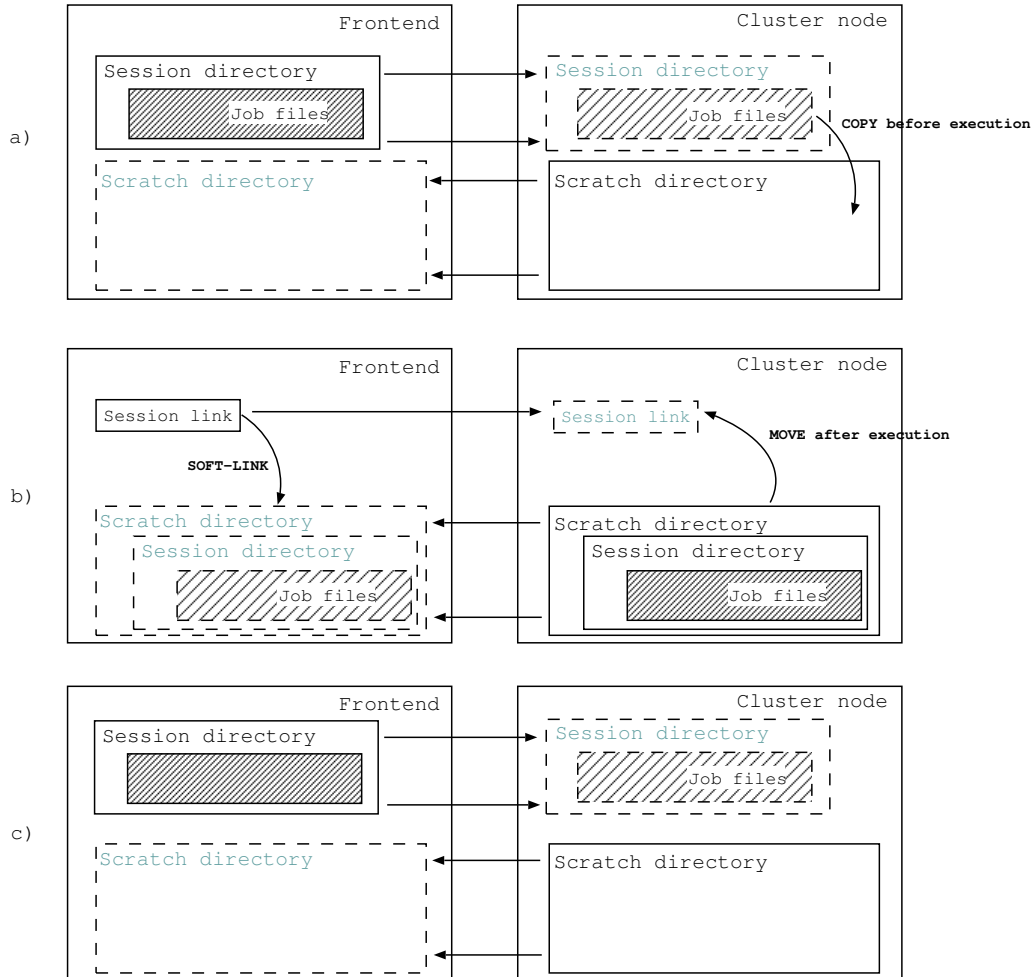 Frontend
Cluster node
Session directory
Session directory
Job files
Job files
COPY before execution
a)
Scratch directory
Scratch directory
Frontend
Cluster node
Session link
Session link
MOVE after execution
SOFT-LINK
b)
Scratch directory
Scratch directory
Session directory
Session directory
Job files
Job files
Frontend
Cluster node
Session directory
Session directory
Job files
c)
Scratch directory
Scratch directory